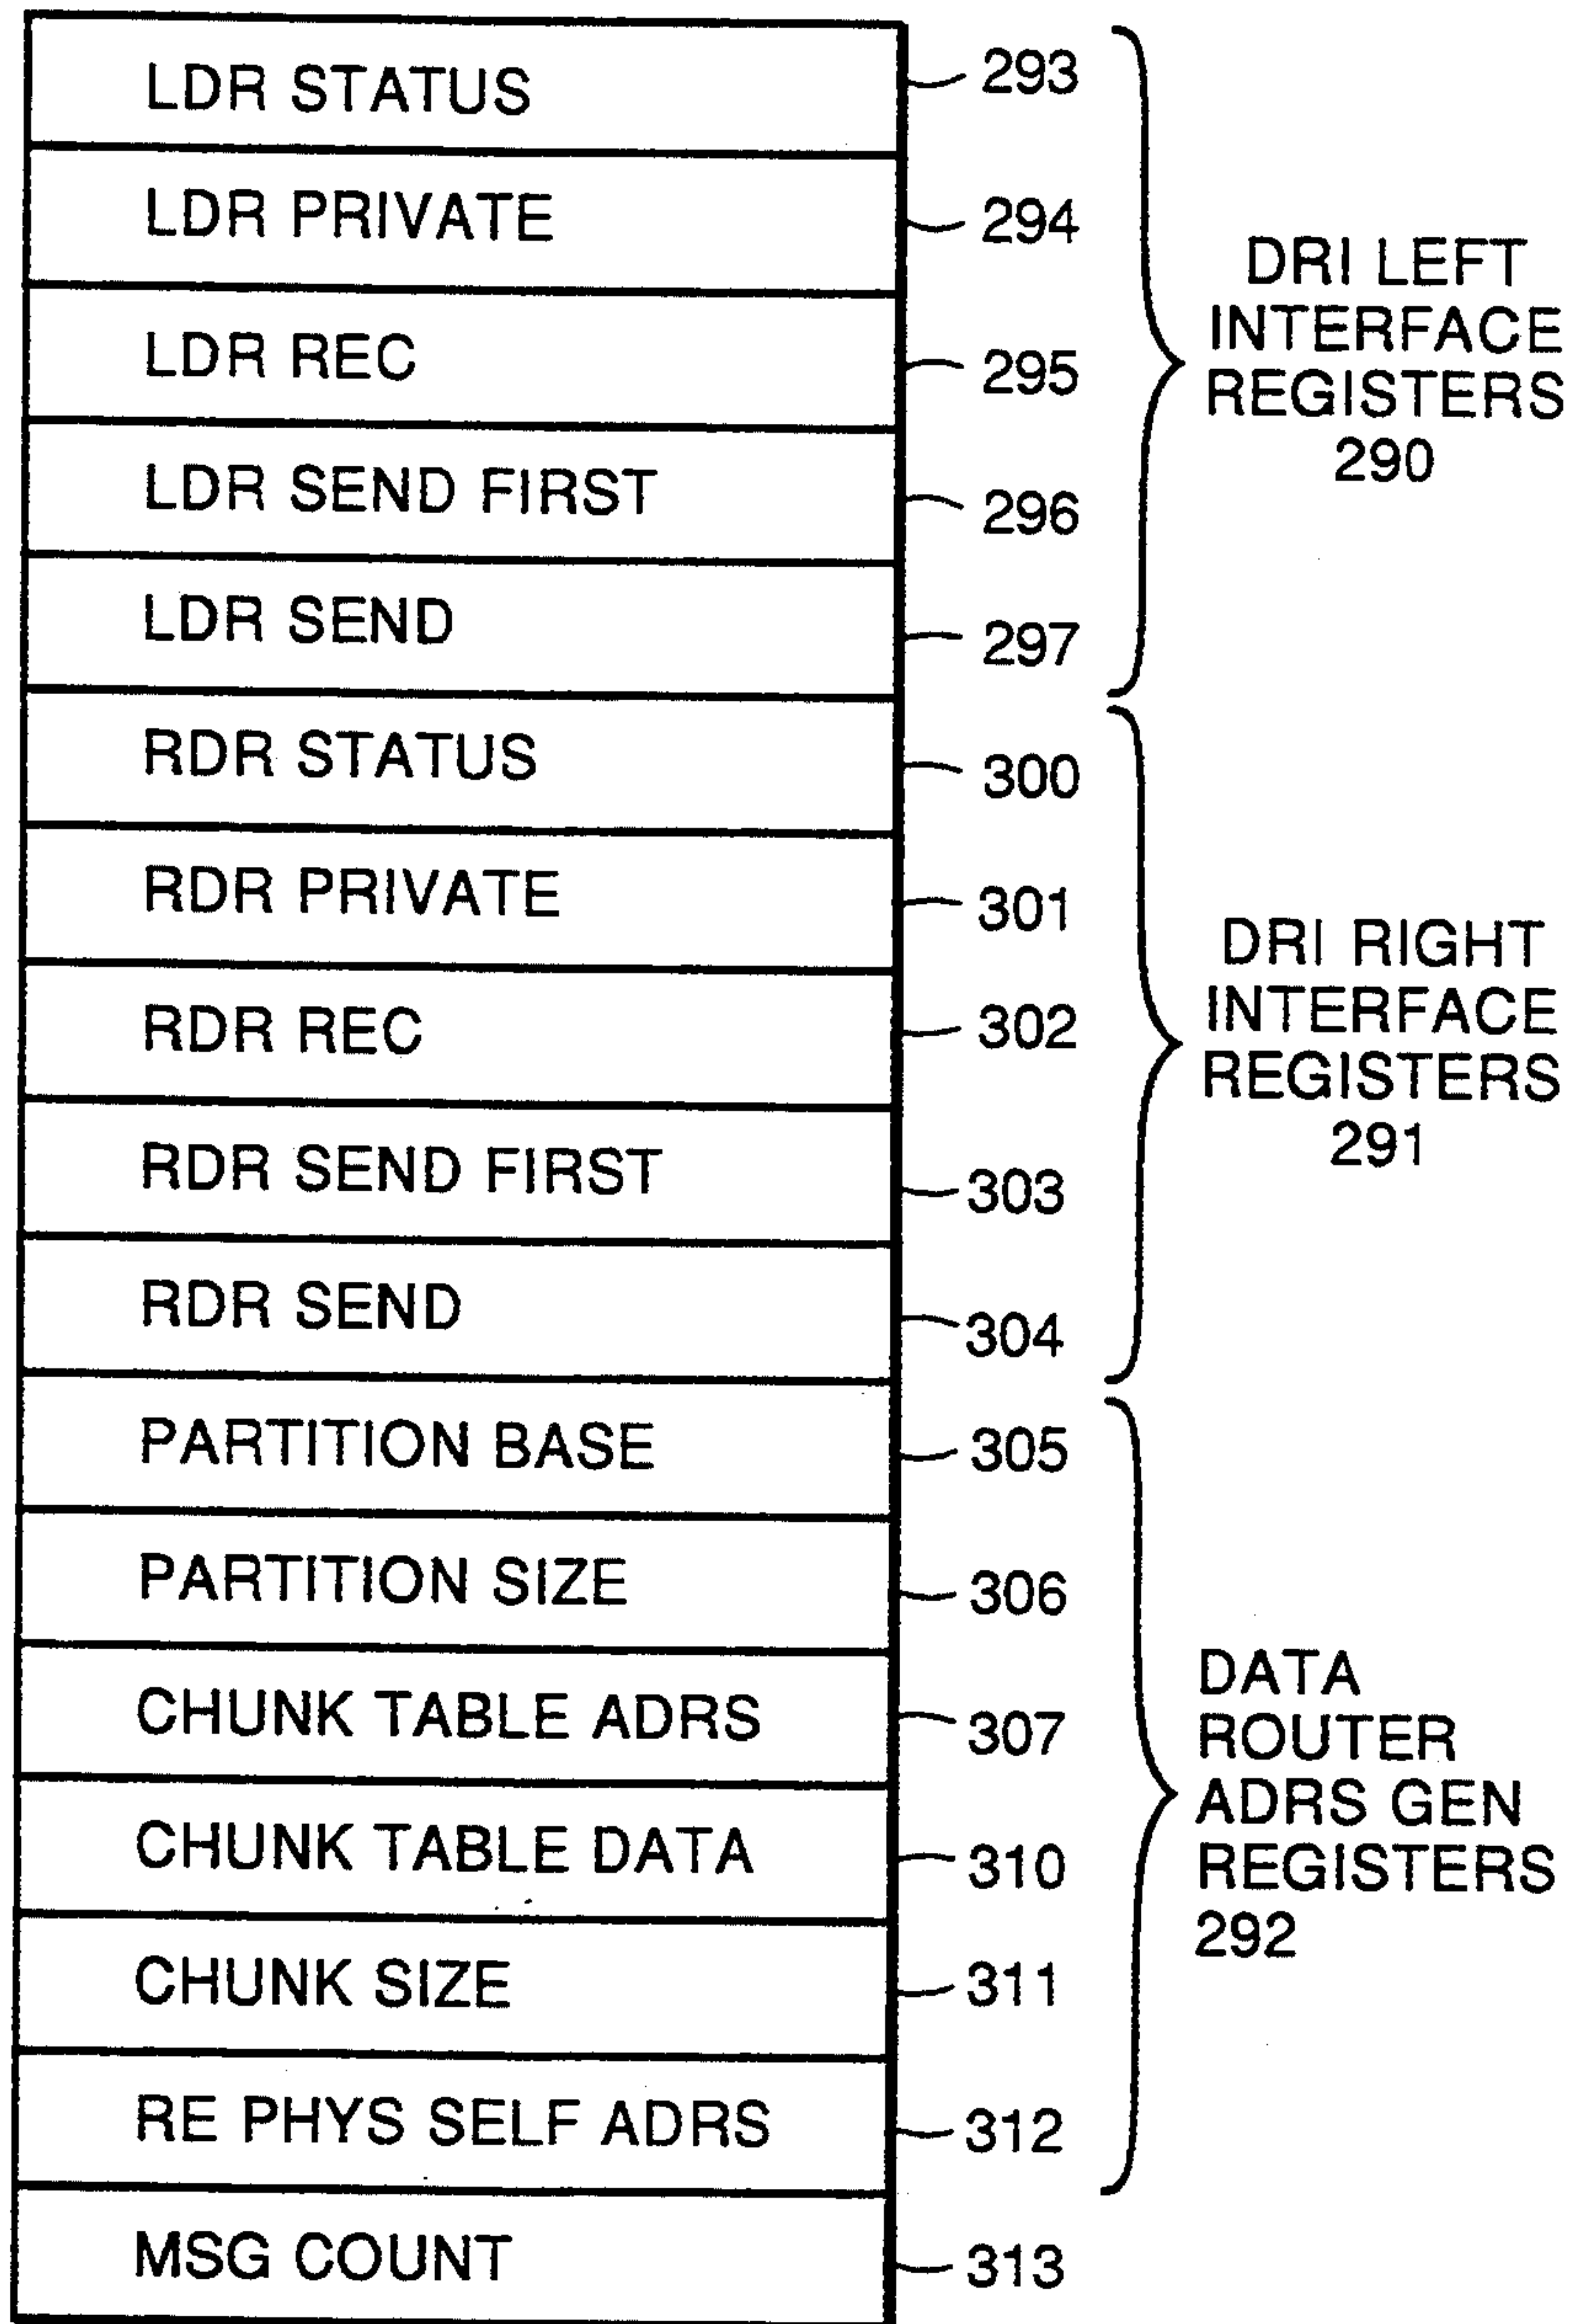 LDR STATUS
293
LDR PRIVATE
294
LDR REC
295
LDR SEND FIRST
296
LDR SEND
297
DRI LEFT
INTERFACE
REGISTERS
290
RDR STATUS
300
RDR PRIVATE
301
RDR REC
302
RDR SEND FIRST
303
RDR SEND
304
DRI RIGHT
INTERFACE
REGISTERS
291
PARTITION BASE
305
PARTITION SIZE
306
CHUNK TABLE ADRS
307
CHUNK TABLE DATA
310
CHUNK SIZE
311
RE PHYS SELF ADRS
312
DATA
ROUTER
ADRS GEN
REGISTERS
292
MSG COUNT
313